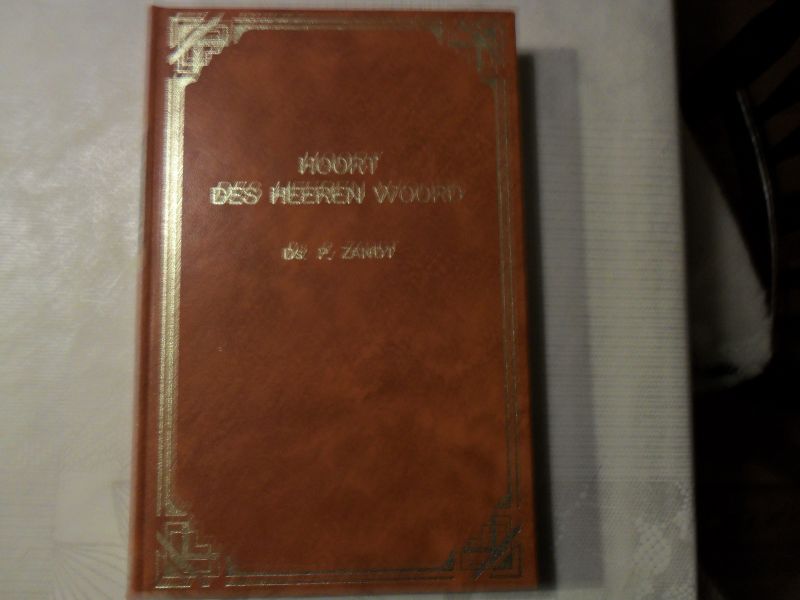 HOORT
DES HEEREN WOORD
Ds. P. ZANDT